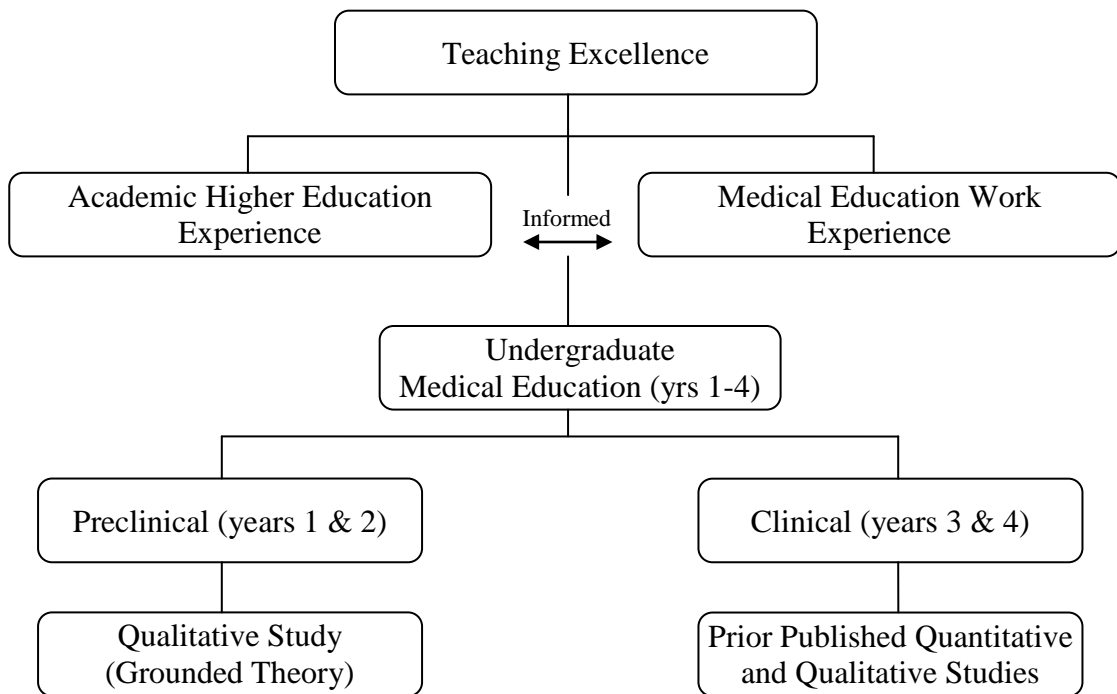 Teaching Excellence
Academic Higher Education
Experience
Informed
Medical Education Work
Experience
Undergraduate
Medical Education (yrs 1-4)
Preclinical (years 1 & 2)
Clinical (years 3 & 4)
Qualitative Study
(Grounded Theory)
Prior Published Quantitative
and Qualitative Studies